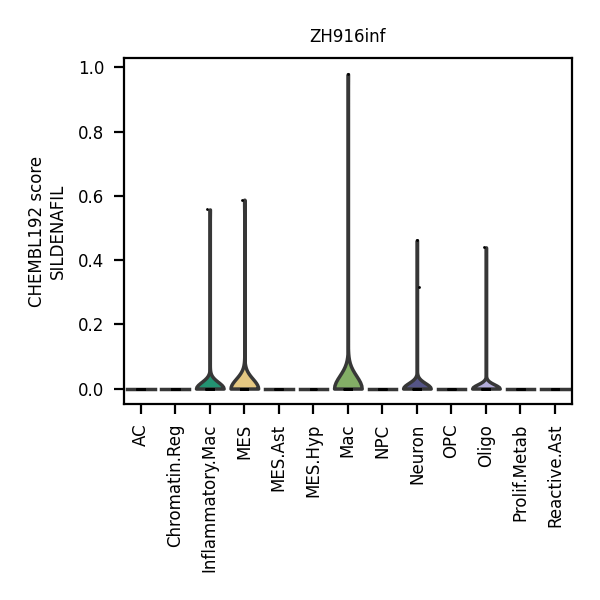 ZH916inf
CHEMBL192 score
SILDENAFIL
1.0
0.8
0.6
0.4
0.2
0.0
AC
Chromatin.Reg
Inflammatory.Mac
MES
MES.Ast
MES.Hyp
Mac
NPC
Neuron
OPC
Oligo
Prolif.Metab
Reactive.Ast